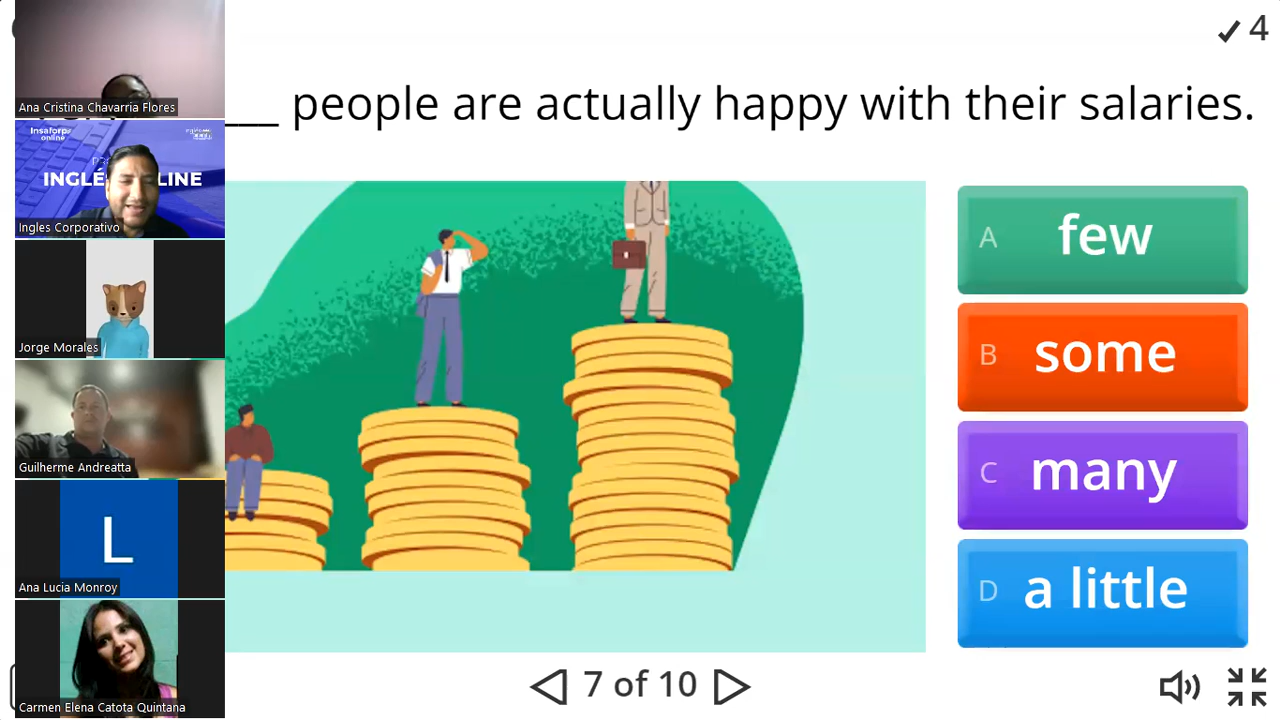 4
___ people are actually happy with their salaries.
Ana Cristina Chavarria Flores
Insaforp
online
INGLÉ
LINE
Ingles Corporativo
Jorge Morales
Guilherme Andreatta
L
Ana Lucia Monroy
Carmen Elena Catota Quintana
A few
B some
C many
D a little
7 of 10